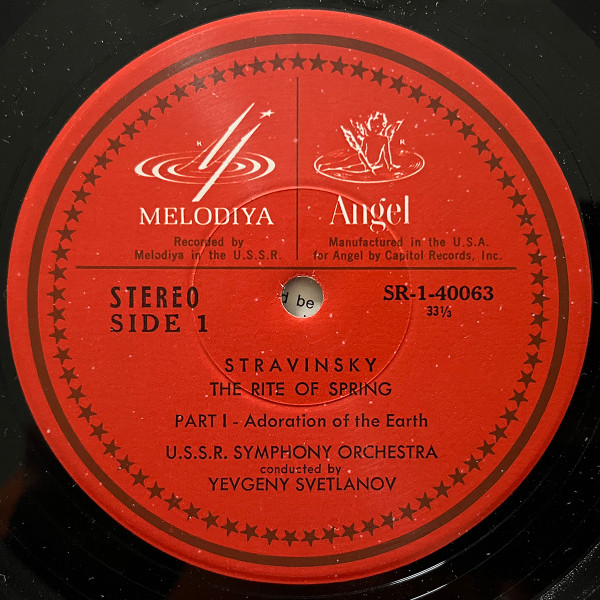 R R
MELODIYA
Angel
Recorded by
Melodiya in the U.S.S.R.
Manufactured in the U.S.A.
for Angel by Capitol Records, Inc.
STEREO
SIDE 1
d be
SR-1-40063
33⅓
STRAVINSKY
THE RITE OF SPRING
PART I - Adoration of the Earth
U.S.S.R. SYMPHONY ORCHESTRA
conducted by
YEVGENY SVETLANOV